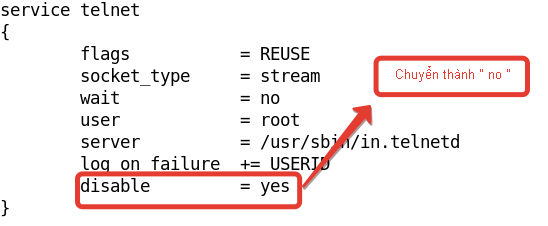 service telnet
{
flags = REUSE
socket_type = stream
Chuyển thành " no "
wait = no
user = root
server = /usr/sbin/in.telnetd
log_on_failure += USERID
disable = yes
}